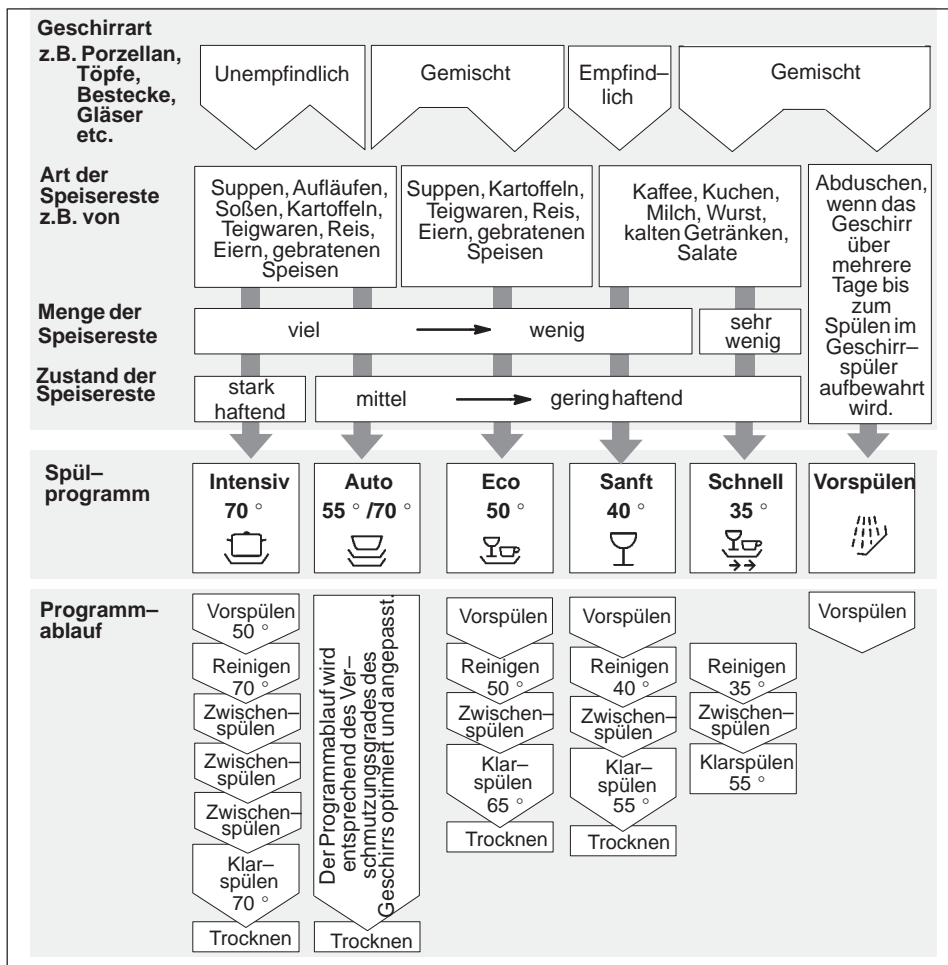 Geschirrart
z.B. Porzellan,
Töpfe,
Bestecke,
Gläser
etc.
Unempfindlich
Gemischt
Empfind–
lich
Gemischt
Art der
Speisereste
z.B. von
Suppen, Aufläufen,
Soßen, Kartoffeln,
Teigwaren, Reis,
Eiern, gebratenen
Speisen
Suppen, Kartoffeln,
Teigwaren, Reis,
Eiern, gebratenen
Speisen
Kaffee, Kuchen,
Milch, Wurst,
kalten Getränken,
Salate
Abduschen,
wenn das
Geschirr
über
mehrere
Tage bis
zum
Spülen im
Geschirr–
spüler
aufbewahrt
wird.
Menge der
Speisereste
viel
wenig
sehr
wenig
Zustand der
Speisereste
stark
haftend
mittel
gering haftend
Spül–
programm
Intensiv
70 °
Auto
55 ° /70 °
Eco
50 °
Sanft
40 °
Schnell
35 °
Vorspülen
Programm–
ablauf
Vorspülen
50 °
Reinigen
70 °
Zwischen–
spülen
Zwischen–
spülen
Zwischen–
spülen
Klar–
spülen
70 °
Trocknen
Der Programmablauf wird
entsprechend des Ver–
schmutzungsgrades des
Geschirrs optimiert und angepasst.
Trocknen
Vorspülen
Reinigen
50 °
Zwischen–
spülen
Klar–
spülen
65 °
Trocknen
Vorspülen
Reinigen
40 °
Zwischen–
spülen
Klar–
spülen
55 °
Trocknen
Reinigen
35 °
Zwischen–
spülen
Klarspülen
55 °
Vorspülen